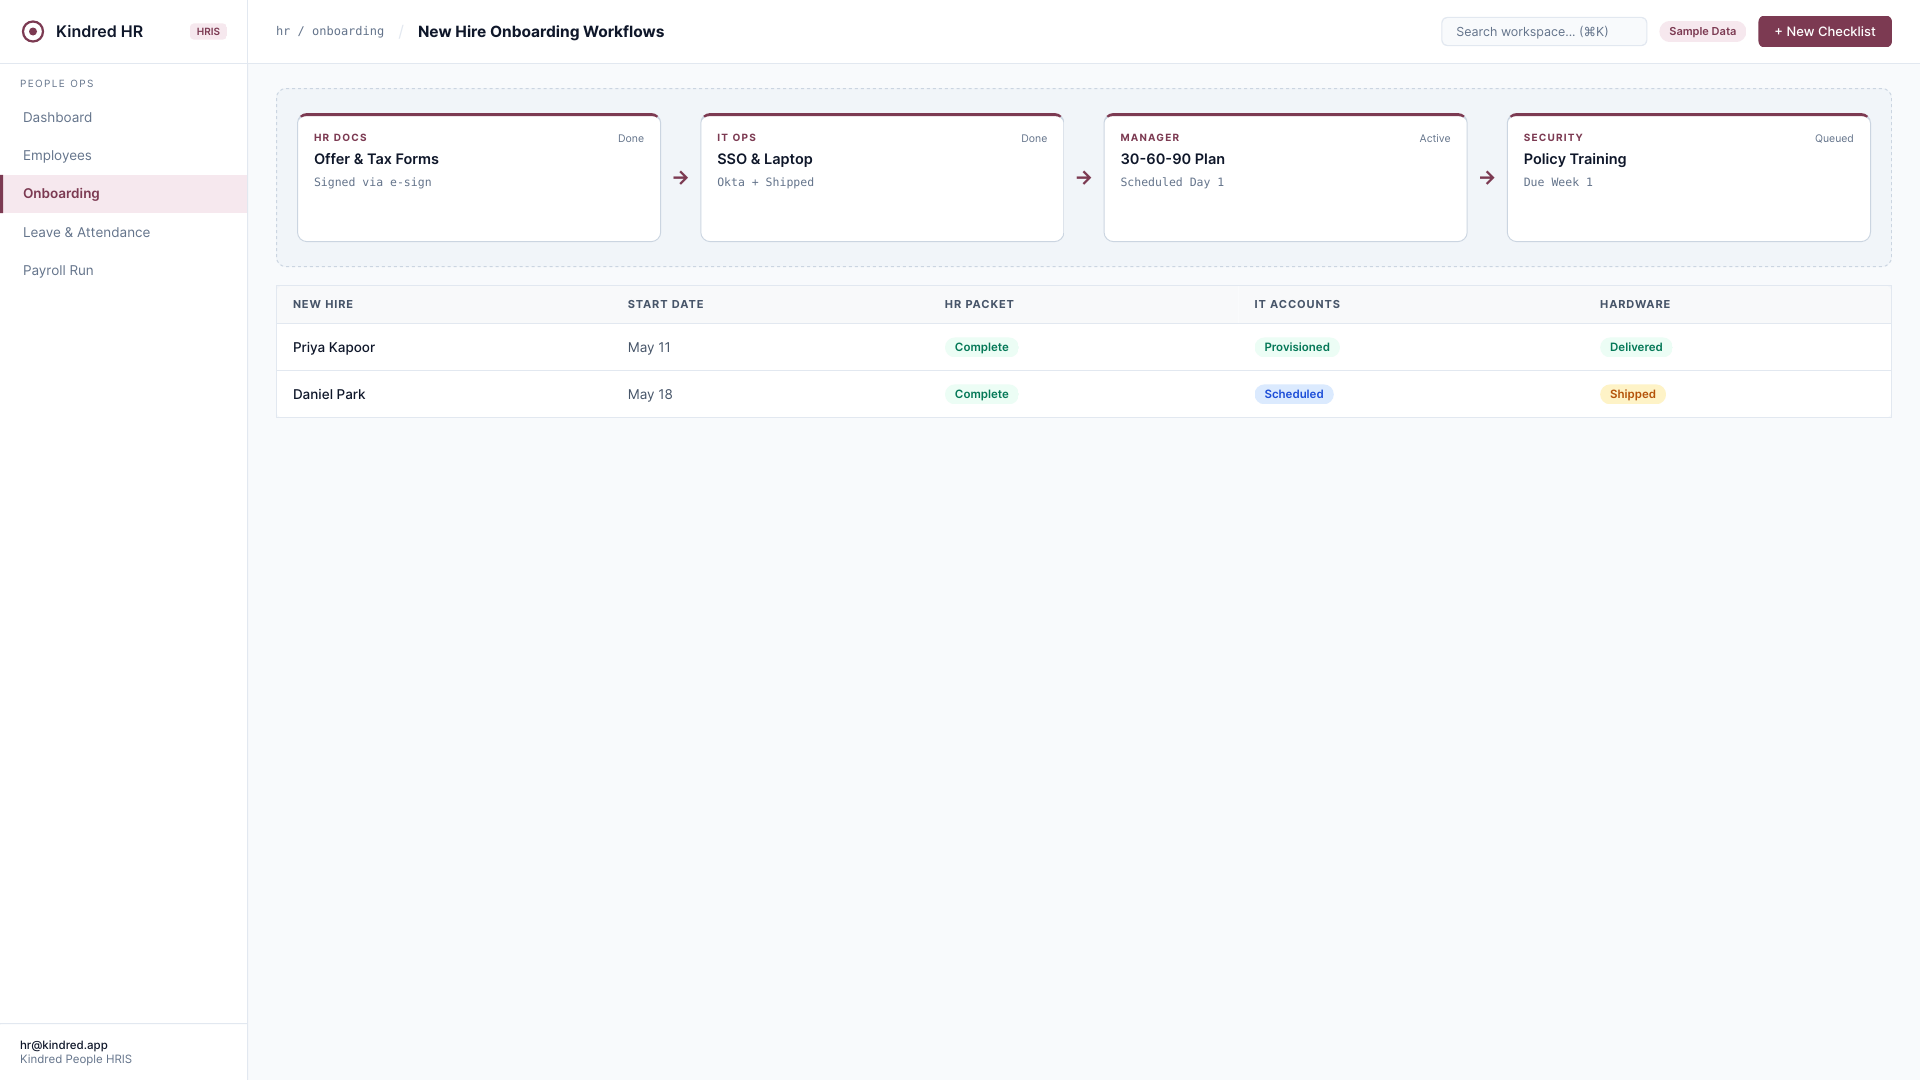 Kindred HR
HRIS
PEOPLE OPS
Dashboard
Employees
Onboarding
Leave & Attendance
Payroll Run
hr@kindred.app
Kindred People HRIS
hr / onboarding / New Hire Onboarding Workflows
Search workspace... (⌘K)
Sample Data
+ New Checklist
HR DOCS Done
Offer & Tax Forms
Signed via e-sign
→
IT OPS Done
SSO & Laptop
Okta + Shipped
→
MANAGER Active
30-60-90 Plan
Scheduled Day 1
→
SECURITY Queued
Policy Training
Due Week 1
NEW HIRE START DATE HR PACKET IT ACCOUNTS HARDWARE
Priya Kapoor May 11 Complete Provisioned Delivered
Daniel Park May 18 Complete Scheduled Shipped